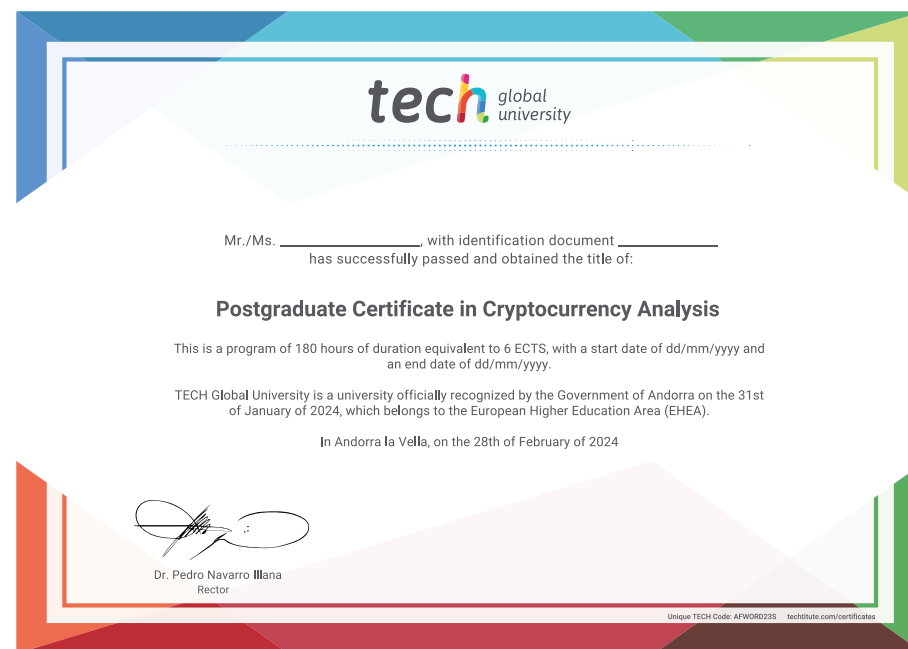 tech global
university
Mr./Ms. ____________________, with identification document ______________
has successfully passed and obtained the title of:
Postgraduate Certificate in Cryptocurrency Analysis
This is a program of 180 hours of duration equivalent to 6 ECTS, with a start date of dd/mm/yyyy and
an end date of dd/mm/yyyy.
TECH Global University is a university officially recognized by the Government of Andorra on the 31st
of January of 2024, which belongs to the European Higher Education Area (EHEA).
In Andorra la Vella, on the 28th of February of 2024
Dr. Pedro Navarro Illana
Rector
Unique TECH Code: AFWORD23S techtitute.com/certificates